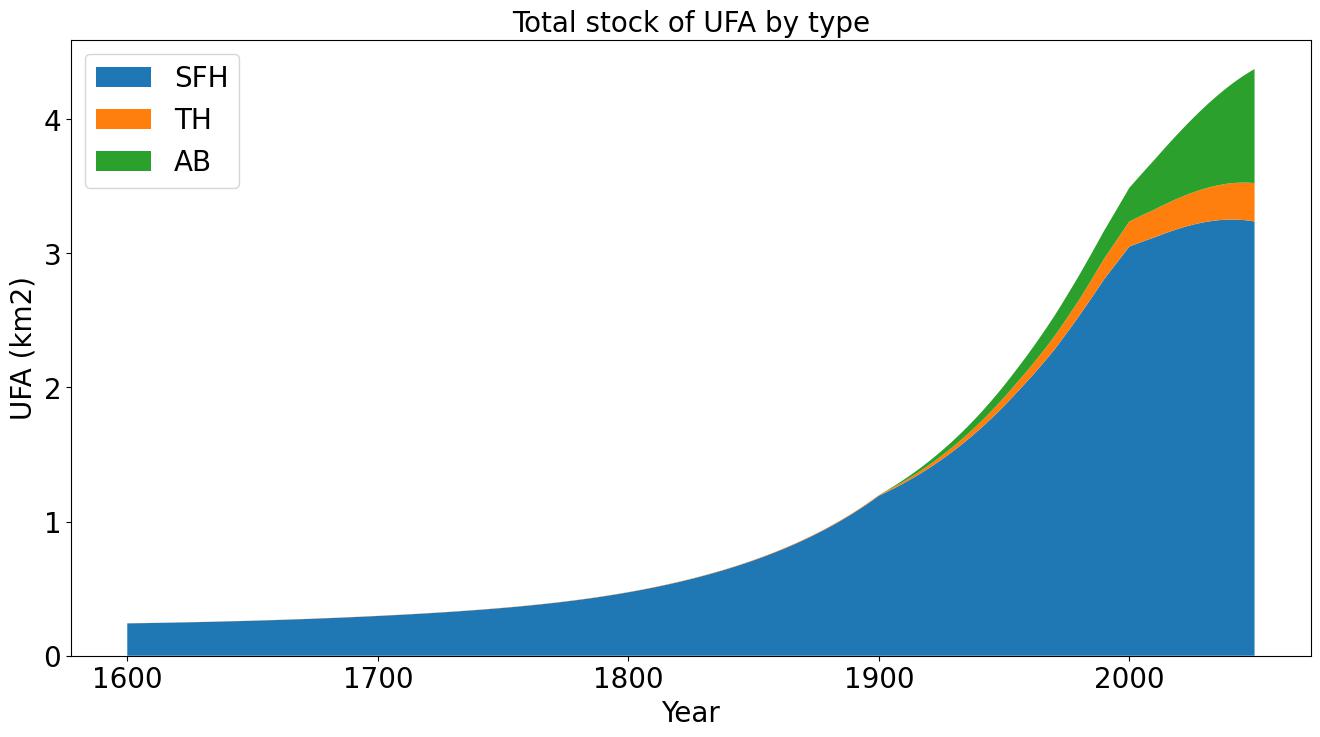 Total stock of UFA by type
SFH
TH
AB
UFA (km2)
4
3
2
1
0
1600 1700 1800 1900 2000
Year